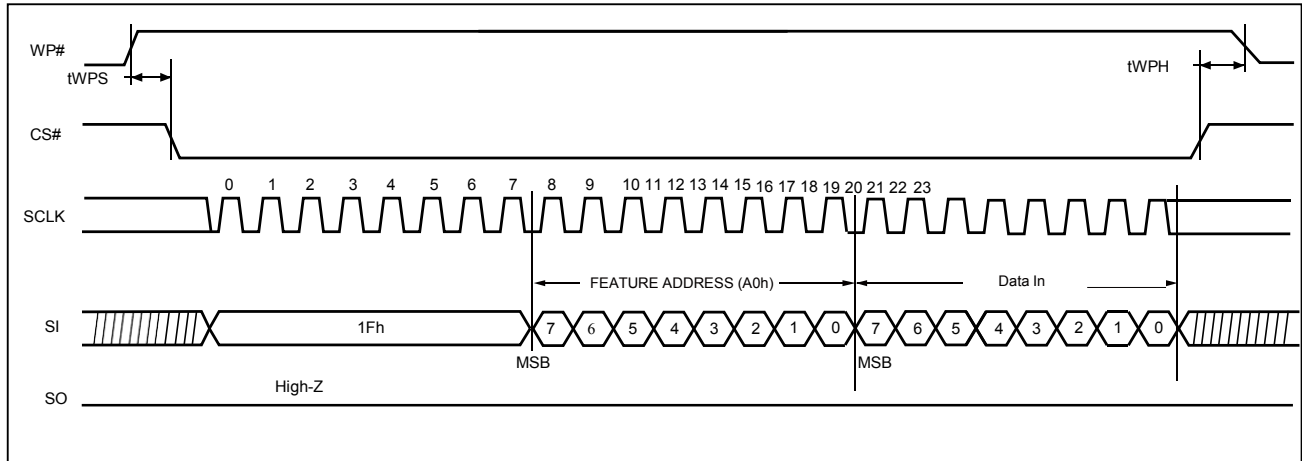 WP#
tWPS
tWPH
CS#
0 1 2 3 4 5 6 7 8 9 10 11 12 13 14 15 16 17 18 19 20 21 22 23
SCLK
FEATURE ADDRESS (A0h)
Data In
SI
1Fh
7 6 5 4 3 2 1 0 7 6 5 4 3 2 1 0
MSB
MSB
High-Z
SO